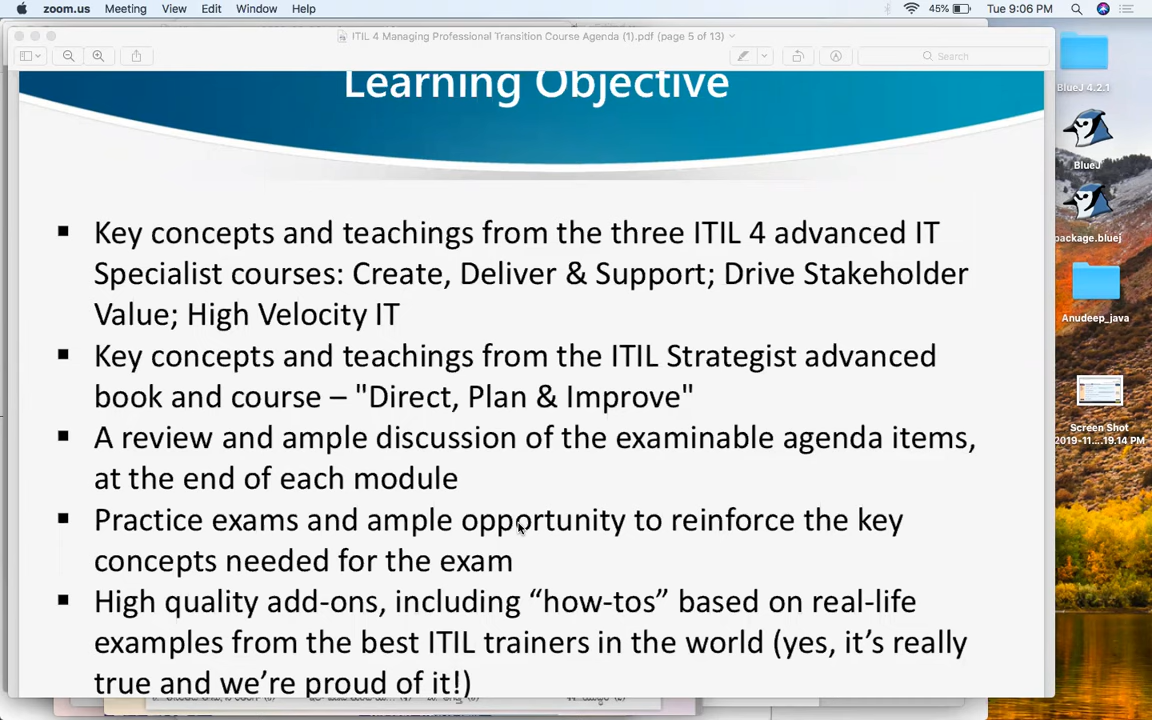 zoom.us Meeting View Edit Window Help 45% Tue 9:06 PM
ITIL 4 Managing Professional Transition Course Agenda (1).pdf (page 5 of 13)
Search
Learning Objective
▪ Key concepts and teachings from the three ITIL 4 advanced IT
Specialist courses: Create, Deliver & Support; Drive Stakeholder
Value; High Velocity IT
▪ Key concepts and teachings from the ITIL Strategist advanced
book and course – "Direct, Plan & Improve"
▪ A review and ample discussion of the examinable agenda items,
at the end of each module
▪ Practice exams and ample opportunity to reinforce the key
concepts needed for the exam
▪ High quality add-ons, including “how-tos” based on real-life
examples from the best ITIL trainers in the world (yes, it’s really
true and we’re proud of it!)
BlueJ 4.2.1
BlueJ
package.bluej
Anudeep_java
Screen Shot
2019-11....19.14 PM